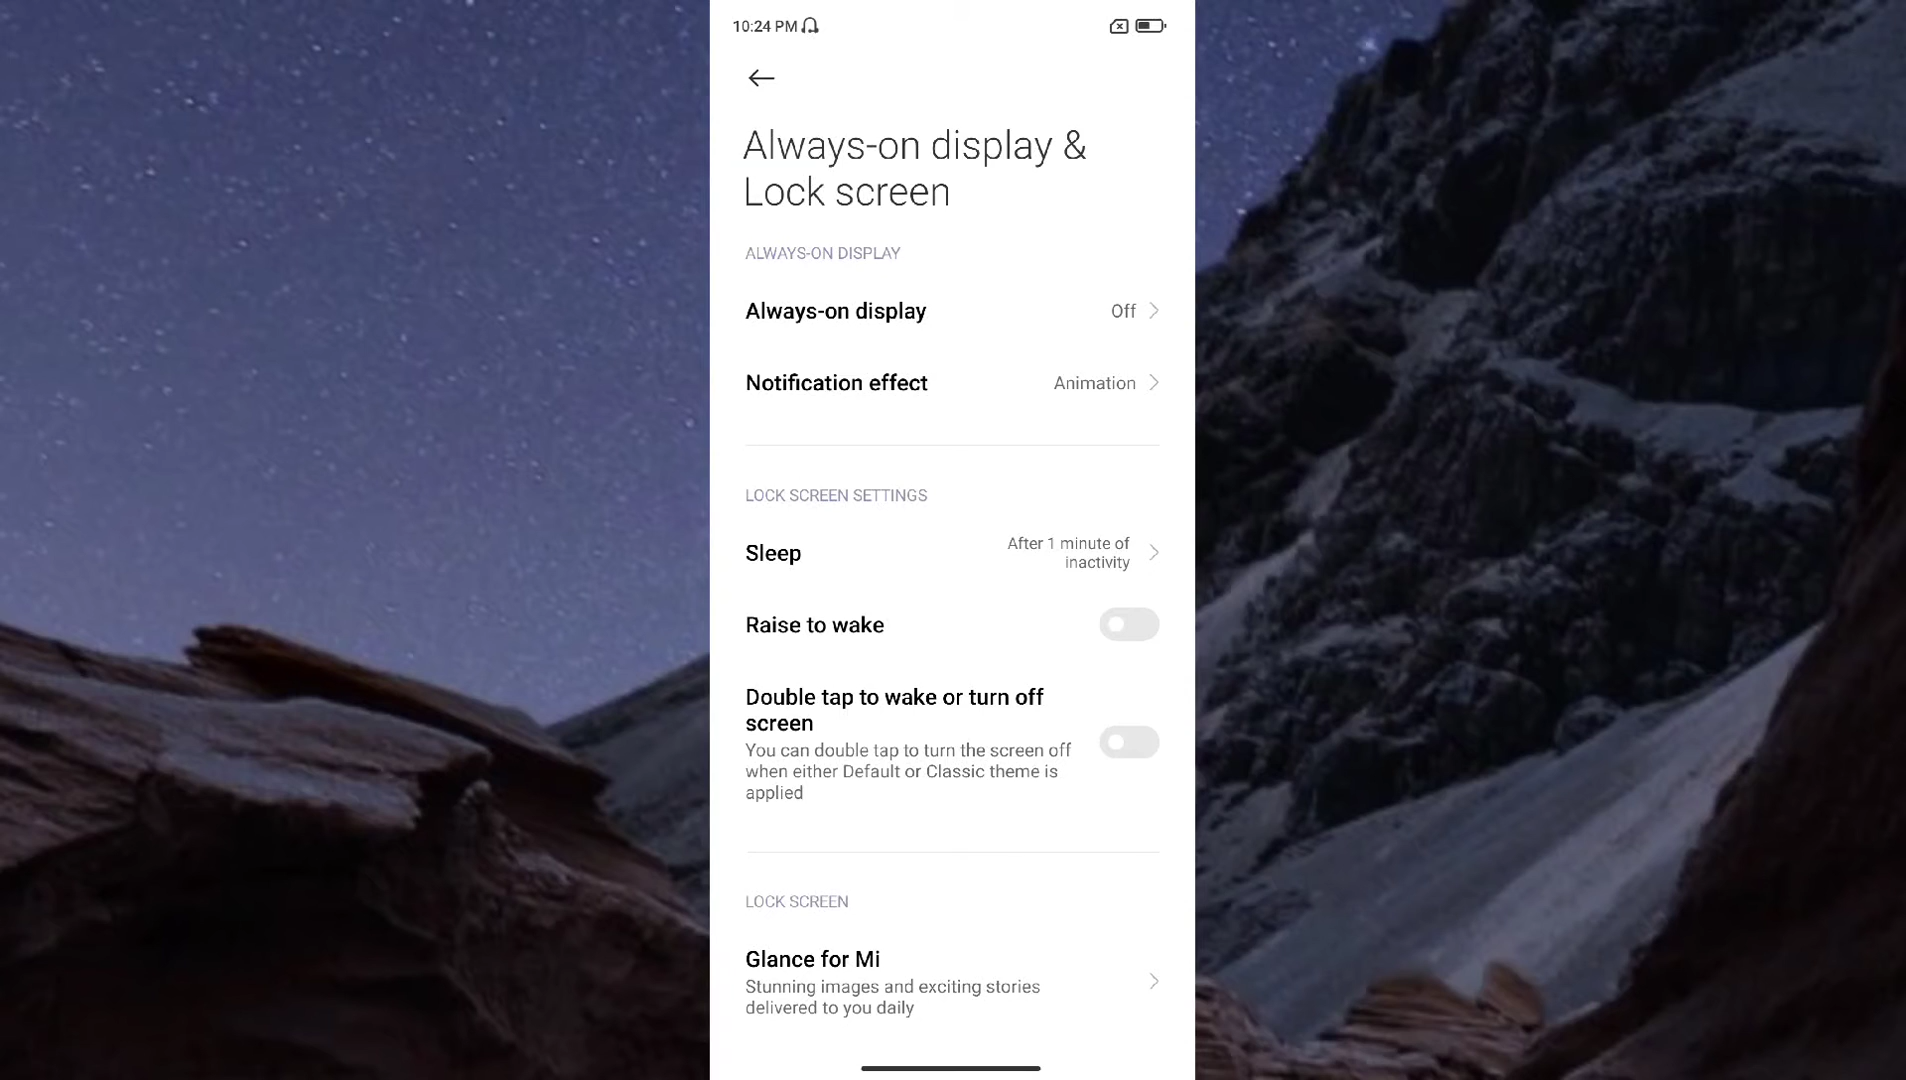 10:24 PM
Always-on display &
Lock screen
ALWAYS-ON DISPLAY
Always-on display
Off
Notification effect
Animation
LOCK SCREEN SETTINGS
Sleep
After 1 minute of
inactivity
Raise to wake
Double tap to wake or turn off
screen
You can double tap to turn the screen off
when either Default or Classic theme is
applied
LOCK SCREEN
Glance for Mi
Stunning images and exciting stories
delivered to you daily